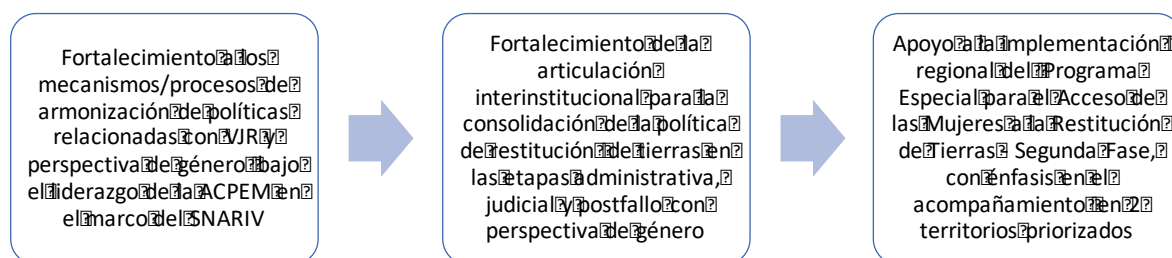 Fortalecimiento a los
mecanismos/procesos de
armonización de políticas
relacionadas con VJR y
perspectiva de género bajo
el liderazgo de la ACPEM en
el marco del SNARIV
Fortalecimiento de la
articulación
interinstitucional para la
consolidación de la política
de restitución de tierras en
las etapas administrativa,
judicial y postfallo con
perspectiva de género
Apoyo a la implementación
regional del Programa
Especial para el Acceso de
las Mujeres a la Restitución
de Tierras - Segunda Fase,
con énfasis en el
acompañamiento en 2
territorios priorizados